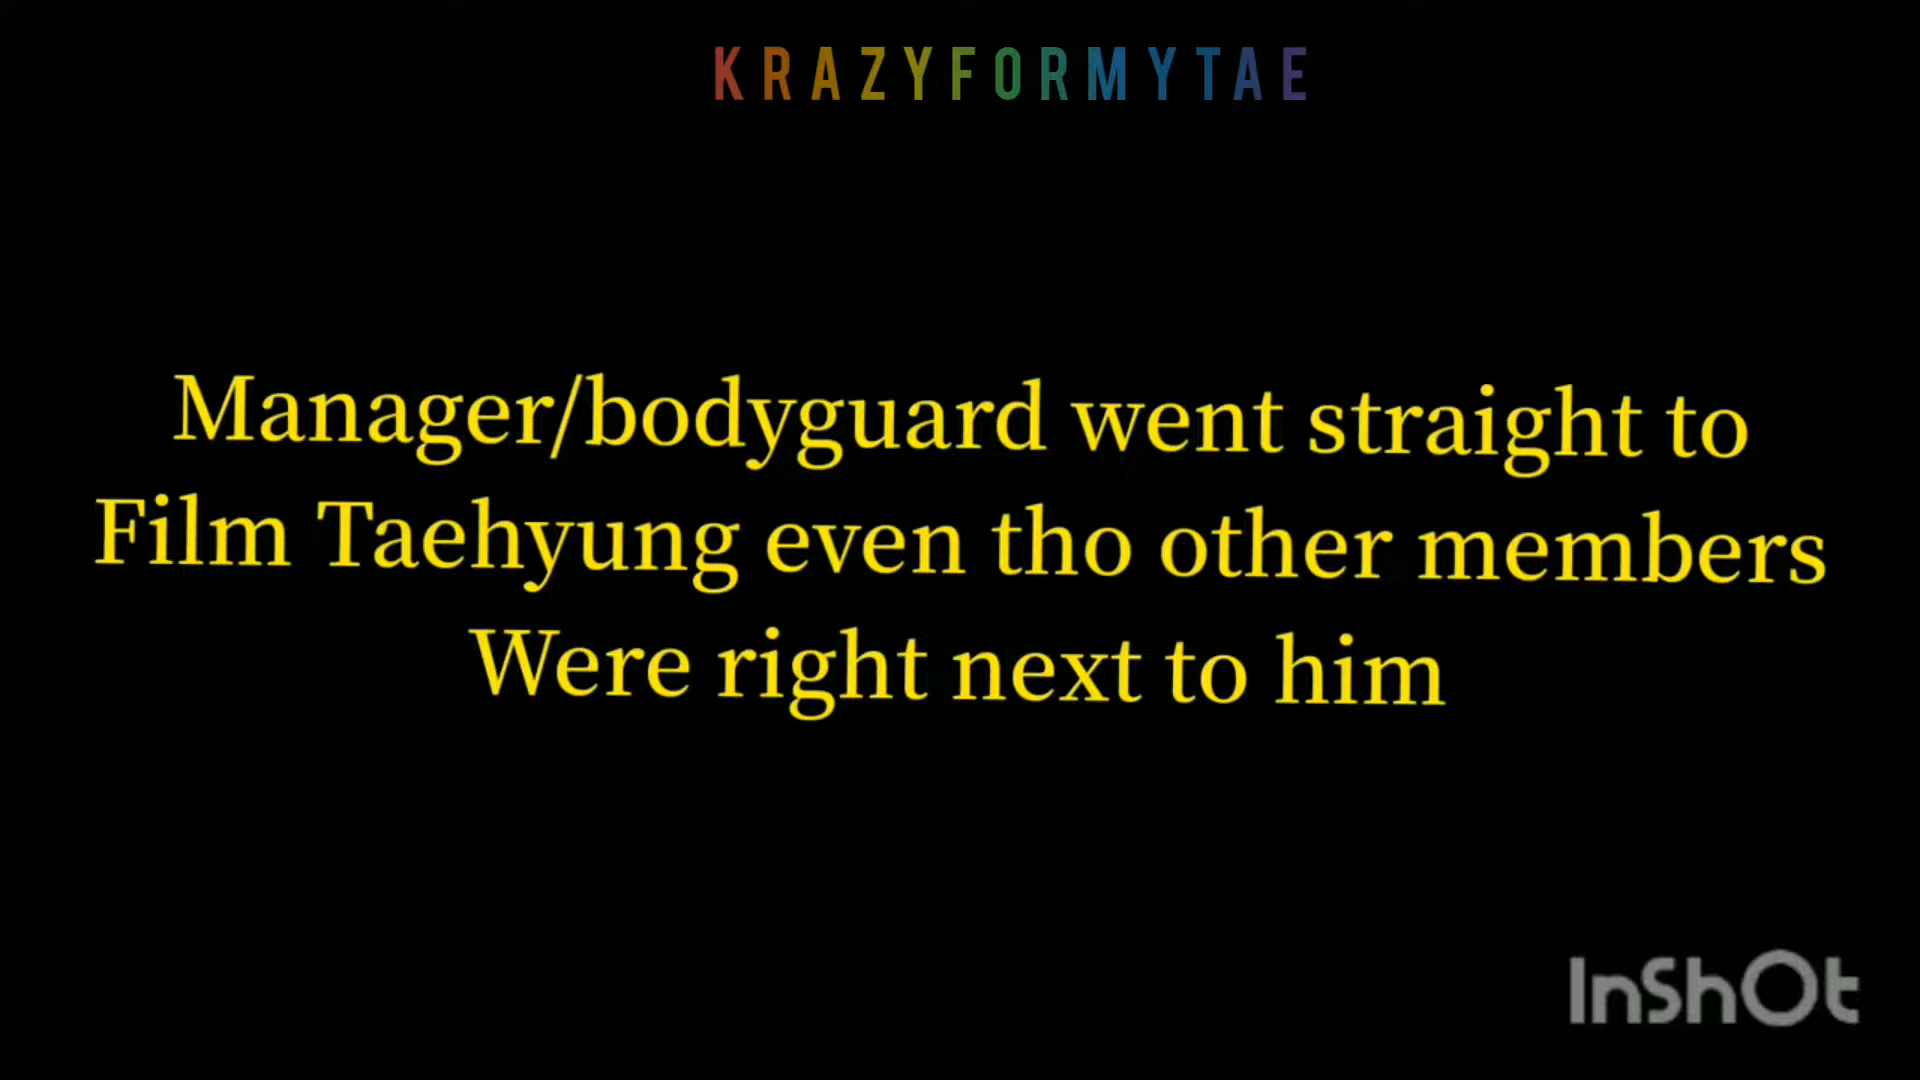 KRAZYFORMYTAE
Manager/bodyguard went straight to
Film Taehyung even tho other members
Were right next to him
InShOt